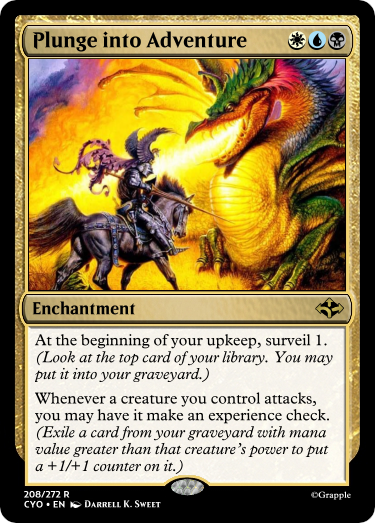 Plunge into Adventure
Enchantment
At the beginning of your upkeep, surveil 1.
(Look at the top card of your library. You may
put it into your graveyard.)
Whenever a creature you control attacks,
you may have it make an experience check.
(Exile a card from your graveyard with mana
value greater than that creature's power to put
a +1/+1 counter on it.)
208/272 R
CYO • EN Darrell K. Sweet
©Grapple